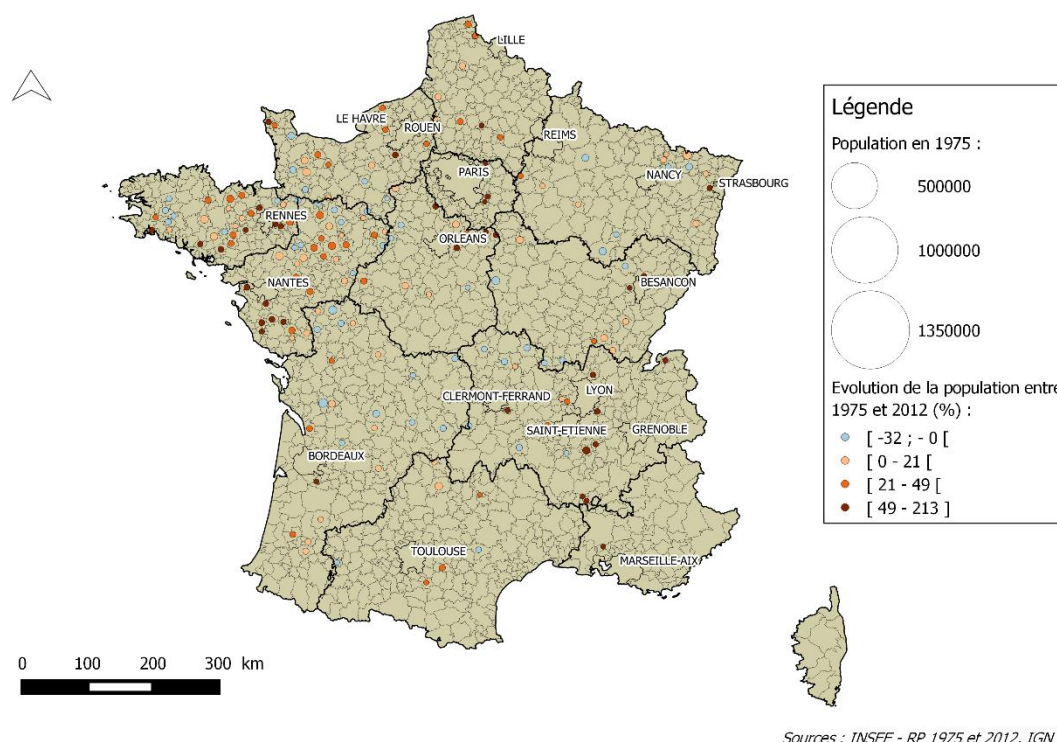 LILLE
LE HAVRE
ROUEN
REIMS
PARIS
NANCY
STRASBOURG
RENNES
ORLEANS
NANTES
BESANCON
CLERMONT-FERRAND
LYON
SAINT-ETIENNE
GRENOBLE
BORDEAUX
TOULOUSE
MARSEILLE-AIX
Légende
Population en 1975 :
500000
1000000
1350000
Evolution de la population entre
1975 et 2012 (%) :
[ -32 ; - 0 [
[ 0 - 21 [
[ 21 - 49 [
[ 49 - 213 ]
0 100 200 300 km
Sources : INSEE - RP 1975 et 2012, IGN